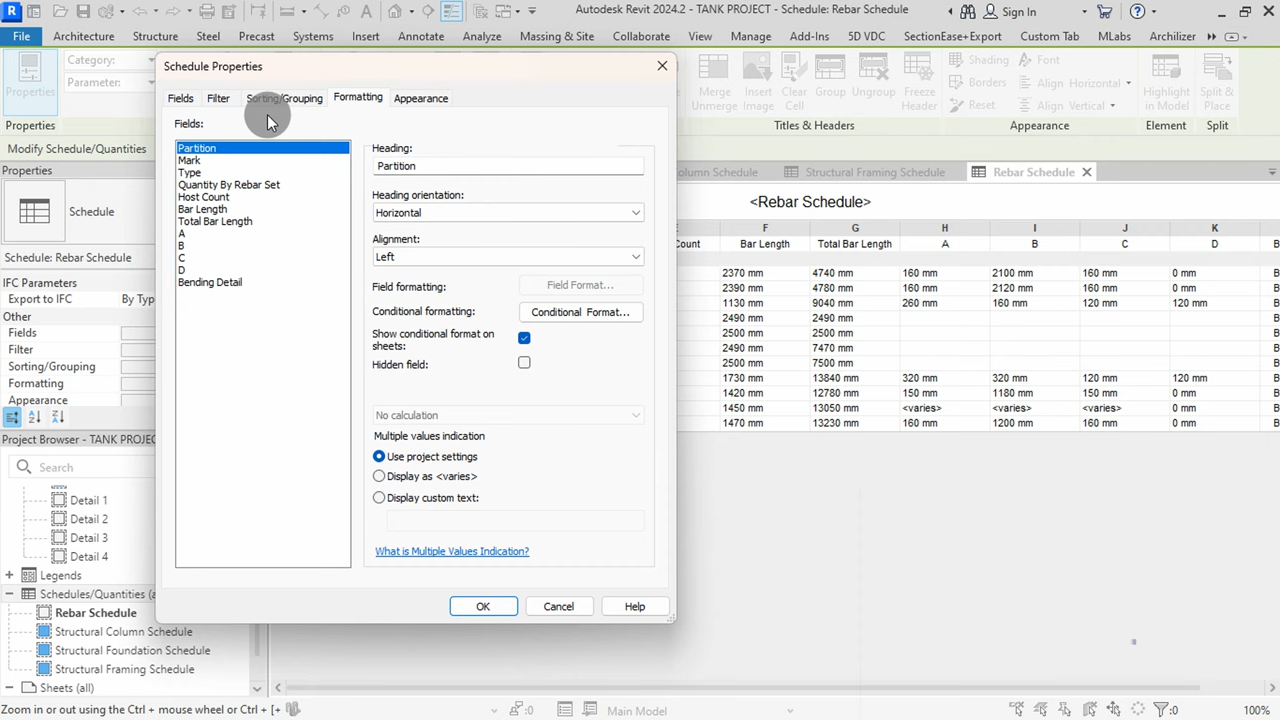 Autodesk Revit 2024.2 - TANK PROJECT - Schedule: Rebar Schedule
Sign In
File Architecture Structure Steel Precast Systems Insert Annotate Analyze Massing & Site Collaborate View Manage Add-Ins 5D VDC SectionEase+Export Custom Tab MLabs Archilizer
Properties
Category:
Parameter:
Properties
Merge Unmerge
Insert Image
Clear Cell
Group
Ungroup
Freeze Header
Titles & Headers
Shading
Borders
Reset
Font
Align Horizontal
Align Vertical
Appearance
Highlight in Model
Element
Split & Place
Split
Modify Schedule/Quantities
Properties
Schedule
Schedule: Rebar Schedule
IFC Parameters
Export to IFC By Type
Other
Fields
Filter
Sorting/Grouping
Formatting
Appearance
Project Browser - TANK PROJECT
Search
Detail 1
Detail 2
Detail 3
Detail 4
Legends
Schedules/Quantities (a
Rebar Schedule
Structural Column Schedule
Structural Foundation Schedule
Structural Framing Schedule
Sheets (all)
Schedule Properties
Fields Filter Sorting/Grouping Formatting Appearance
Fields:
Partition
Mark
Type
Quantity By Rebar Set
Host Count
Bar Length
Total Bar Length
A
B
C
D
Bending Detail
Heading:
Partition
Heading orientation:
Horizontal
Alignment:
Left
Field formatting: Field Format...
Conditional formatting: Conditional Format...
Show conditional format on
sheets:
Hidden field:
No calculation
Multiple values indication
Use project settings
Display as <varies>
Display custom text:
What is Multiple Values Indication?
OK Cancel Help
Column Schedule Structural Framing Schedule Rebar Schedule
<Rebar Schedule>
F G H I J K
Count Bar Length Total Bar Length A B C D B
2370 mm 4740 mm 160 mm 2100 mm 160 mm 0 mm B
2390 mm 4780 mm 160 mm 2120 mm 160 mm 0 mm B
1130 mm 9040 mm 260 mm 160 mm 120 mm 120 mm B
2490 mm 2490 mm B
2500 mm 2500 mm B
2490 mm 7470 mm B
2500 mm 7500 mm B
1730 mm 13840 mm 320 mm 320 mm 120 mm 120 mm B
1420 mm 12780 mm 150 mm 1180 mm 150 mm 0 mm B
1450 mm 13050 mm <varies> <varies> <varies> 0 mm B
1470 mm 13230 mm 160 mm 1200 mm 160 mm 0 mm B
Zoom in or out using the Ctrl + mouse wheel or Ctrl + [+
:0
Main Model
:0
100%